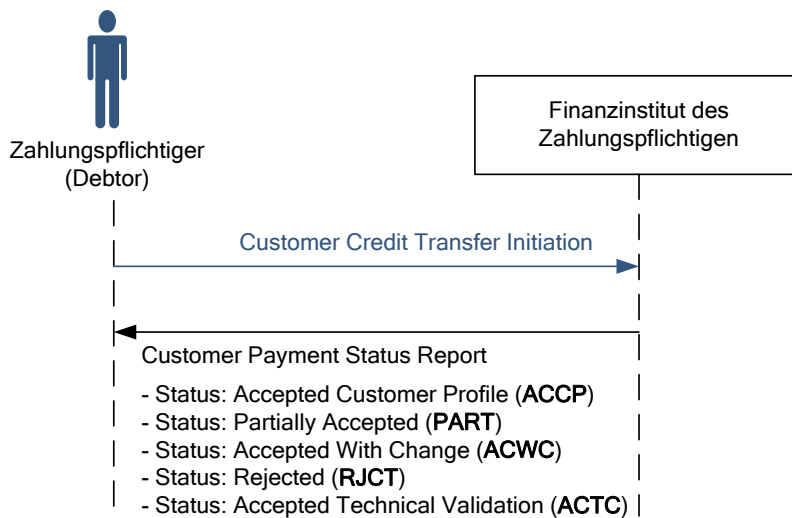 Zahlungspflichtiger
(Debtor)
Finanzinstitut des
Zahlungspflichtigen
Customer Credit Transfer Initiation
Customer Payment Status Report
- Status: Accepted Customer Profile (ACCP)
- Status: Partially Accepted (PART)
- Status: Accepted With Change (ACWC)
- Status: Rejected (RJCT)
- Status: Accepted Technical Validation (ACTC)